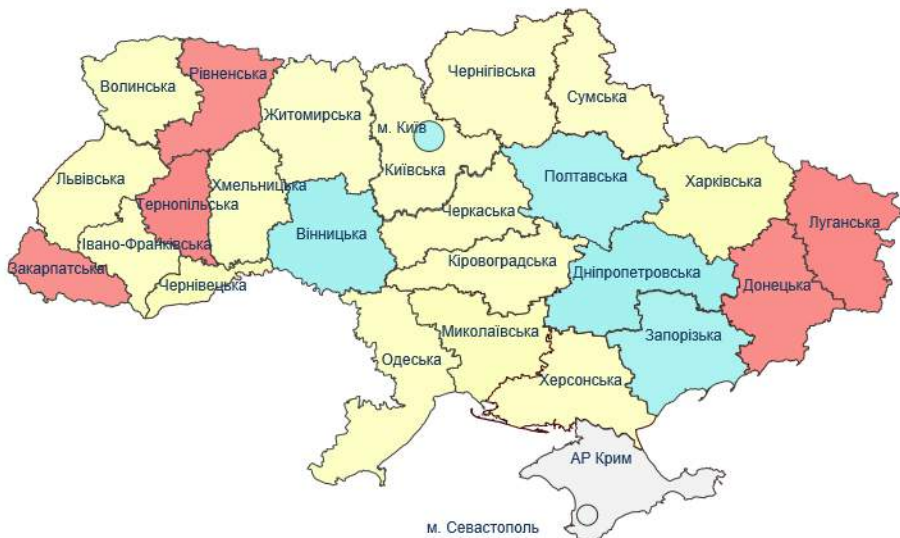 Чернігівська
Рівненська
Волинська
Сумська
Житомирська
м. Київ
Київська
Полтавська
Львівська
Хмельницька
Харківська
Тернопільська
Черкаська
Луганська
Вінницька
Івано-Франківська
Закарпатська
Кіровоградська
Дніпропетровська
Чернівецька
Донецька
Миколаївська
Запорізька
Одеська
Херсонська
АР Крим
м. Севастополь